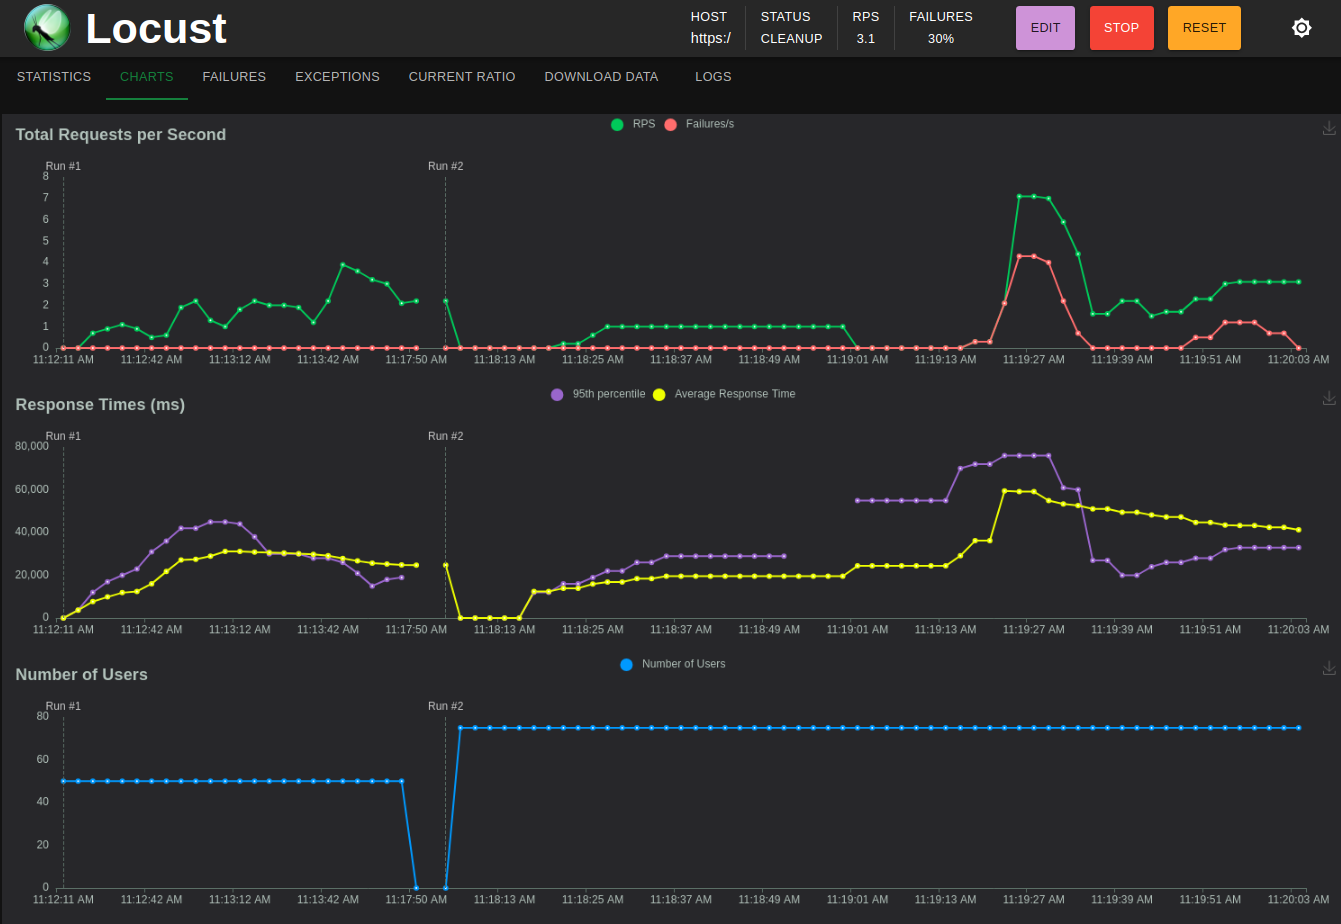 Locust
HOST
https:/
STATUS
CLEANUP
RPS
3.1
FAILURES
30%
EDIT
STOP
RESET
STATISTICS CHARTS FAILURES EXCEPTIONS CURRENT RATIO DOWNLOAD DATA LOGS
Total Requests per Second
RPS Failures/s
Run #1 Run #2
8
7
6
5
4
3
2
1
0
11:12:11 AM 11:12:42 AM 11:13:12 AM 11:13:42 AM 11:17:50 AM 11:18:13 AM 11:18:25 AM 11:18:37 AM 11:18:49 AM 11:19:01 AM 11:19:13 AM 11:19:27 AM 11:19:39 AM 11:19:51 AM 11:20:03 AM
Response Times (ms)
95th percentile Average Response Time
Run #1 Run #2
80,000
60,000
40,000
20,000
0
11:12:11 AM 11:12:42 AM 11:13:12 AM 11:13:42 AM 11:17:50 AM 11:18:13 AM 11:18:25 AM 11:18:37 AM 11:18:49 AM 11:19:01 AM 11:19:13 AM 11:19:27 AM 11:19:39 AM 11:19:51 AM 11:20:03 AM
Number of Users
Number of Users
Run #1 Run #2
80
60
40
20
0
11:12:11 AM 11:12:42 AM 11:13:12 AM 11:13:42 AM 11:17:50 AM 11:18:13 AM 11:18:25 AM 11:18:37 AM 11:18:49 AM 11:19:01 AM 11:19:13 AM 11:19:27 AM 11:19:39 AM 11:19:51 AM 11:20:03 AM